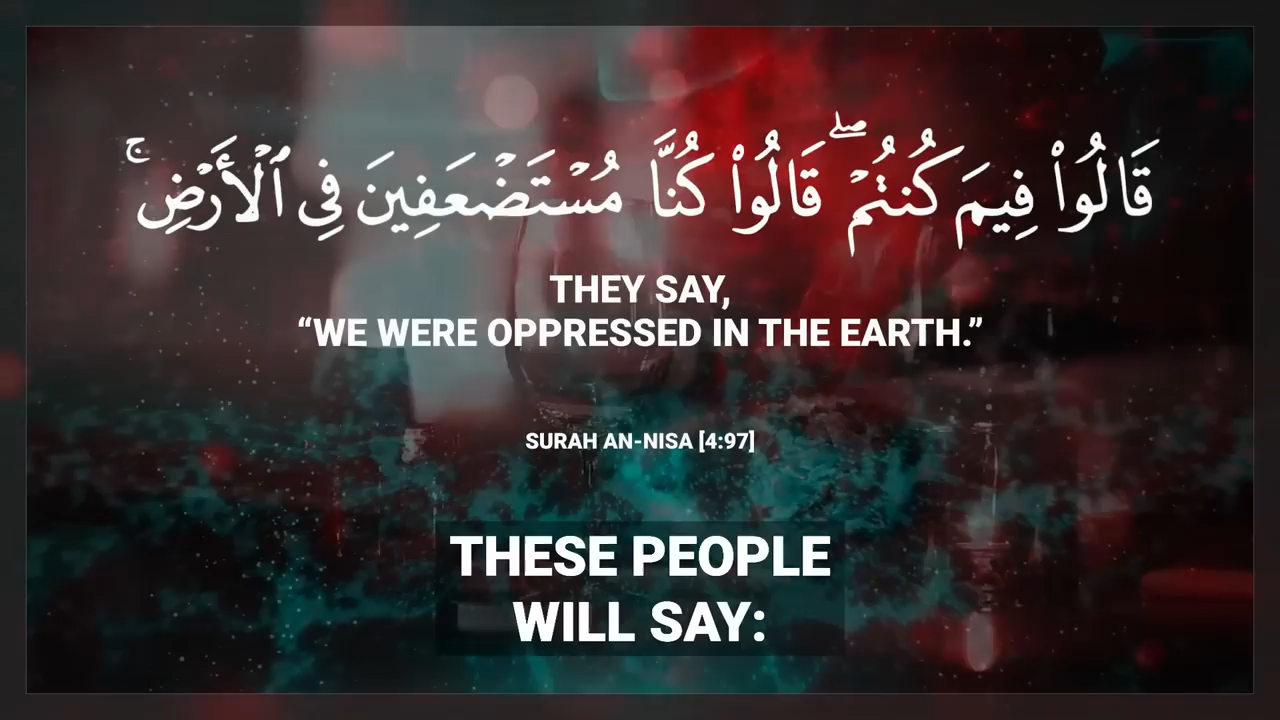 قَالُوا۟ فِيمَ كُنتُمْ ۖ قَالُوا۟ كُنَّا مُسْتَضْعَفِينَ فِى ٱلْأَرْضِ ۚ
THEY SAY,
“WE WERE OPPRESSED IN THE EARTH.”
SURAH AN-NISA [4:97]
THESE PEOPLE
WILL SAY: